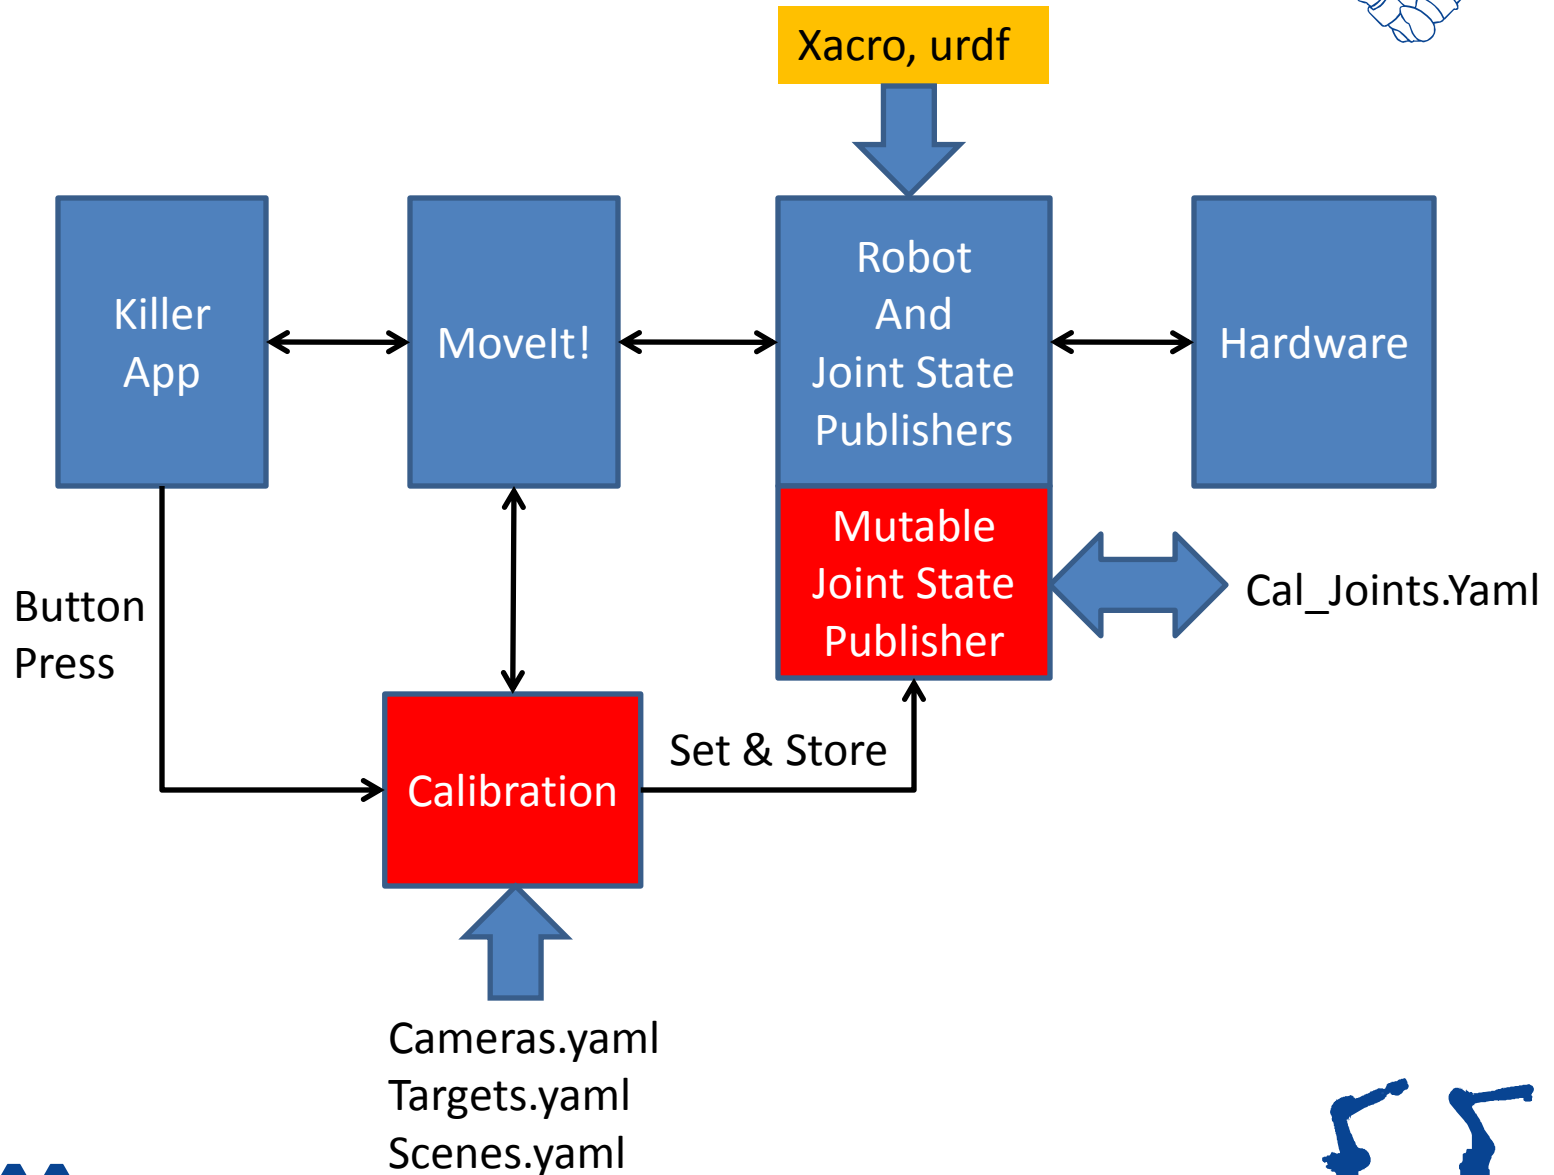 Xacro, urdf
Killer
App
MoveIt!
Robot
And
Joint State
Publishers
Hardware
Mutable
Joint State
Publisher
Cal_Joints.Yaml
Button
Press
Set & Store
Calibration
Cameras.yaml
Targets.yaml
Scenes.yaml